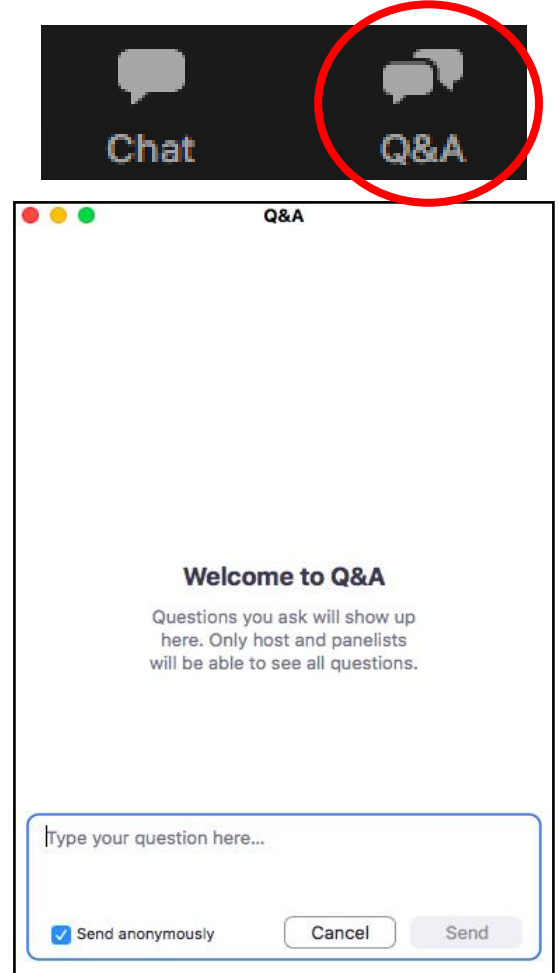 Chat Q&A
Q&A
Welcome to Q&A
Questions you ask will show up
here. Only host and panelists
will be able to see all questions.
Type your question here...
Send anonymously Cancel Send